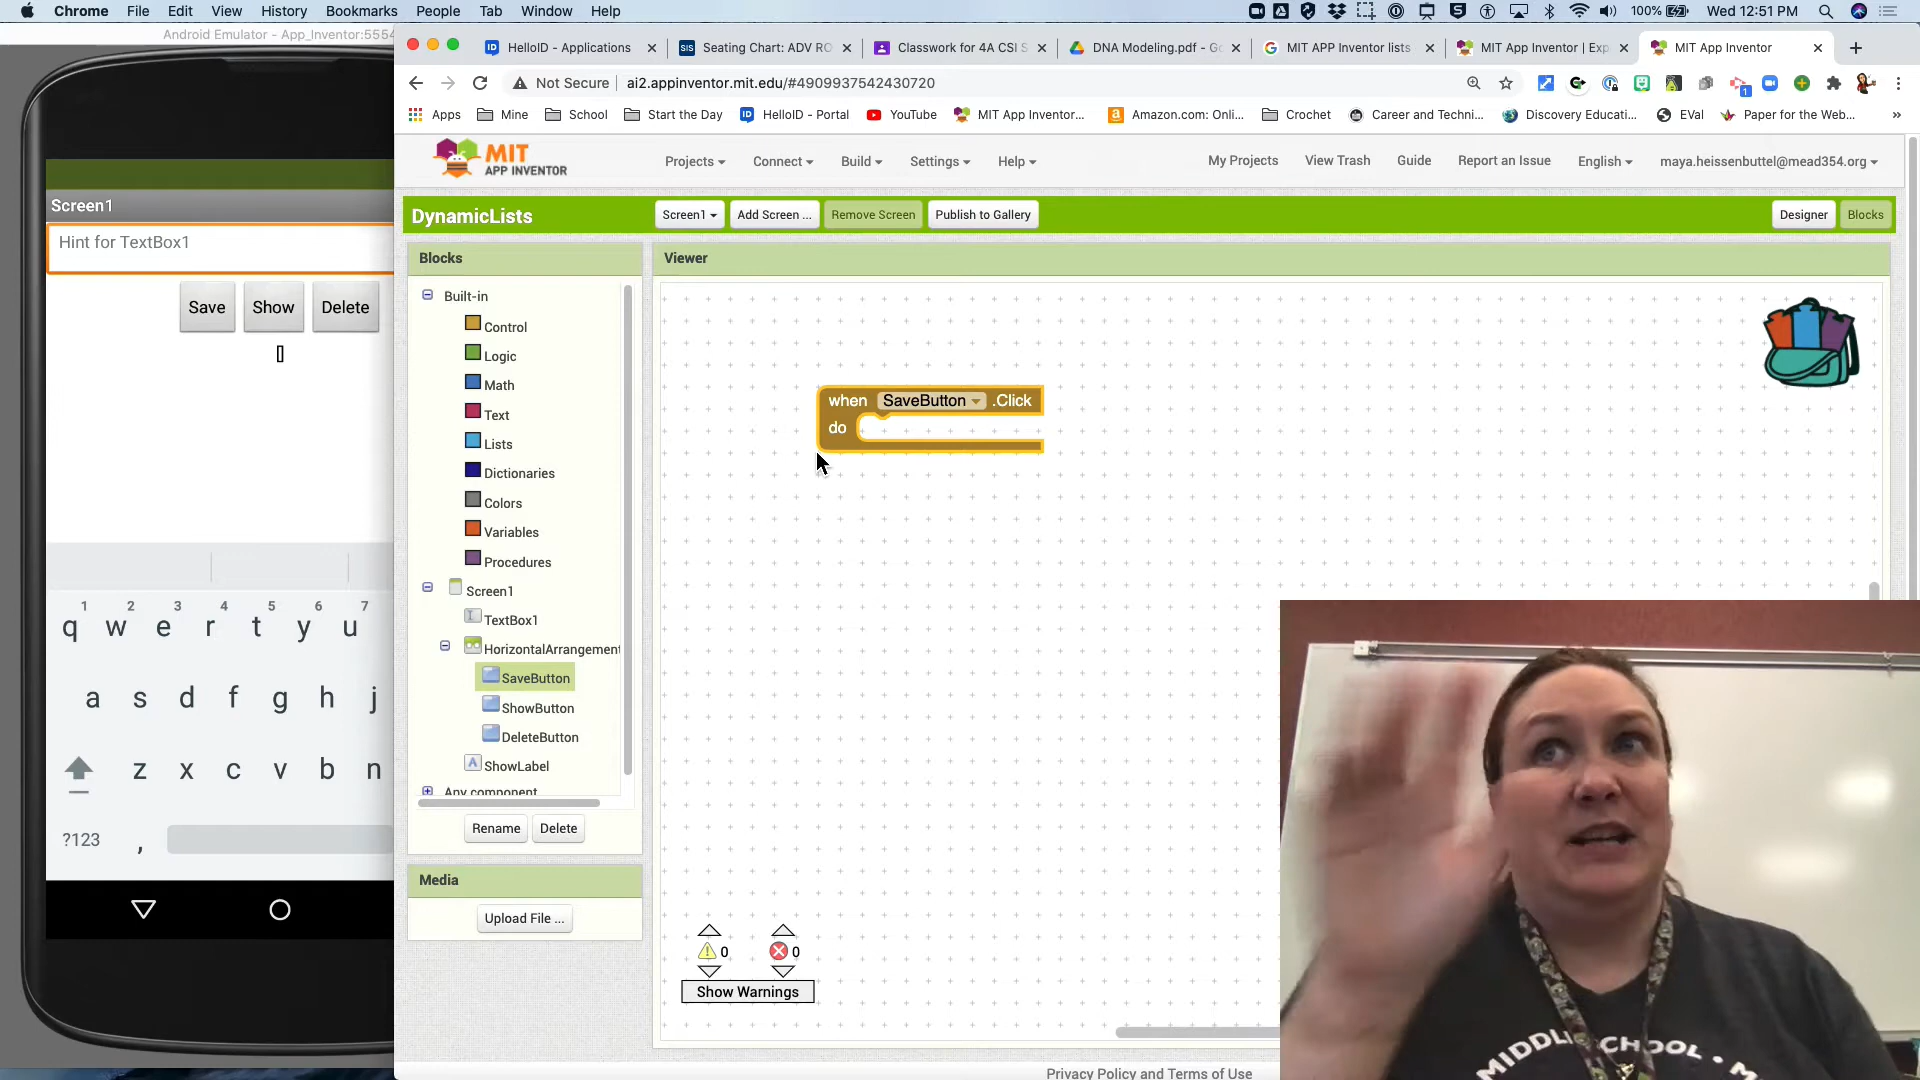 Chrome File Edit View History Bookmarks People Tab Window Help 100% Wed 12:51 PM
Android Emulator - App_Inventor:5554
HelloID - Applications SIS Seating Chart: ADV RO Classwork for 4A CSI S DNA Modeling.pdf - Go MIT APP Inventor lists MIT App Inventor | Exp MIT App Inventor
Not Secure ai2.appinventor.mit.edu/#4909937542430720
Apps Mine School Start the Day HelloID - Portal YouTube MIT App Inventor... Amazon.com: Onli... Crochet Career and Techni... Discovery Educati... EVal Paper for the Web... »
MIT
APP INVENTOR
Projects Connect Build Settings Help My Projects View Trash Guide Report an Issue English maya.heissenbuttel@mead354.org
DynamicLists Screen1 Add Screen ... Remove Screen Publish to Gallery Designer Blocks
Screen1
Hint for TextBox1
Save Show Delete
[]
1 2 3 4 5 6 7
q w e r t y u
a s d f g h j
z x c v b n
?123 ,
Blocks
Built-in
Control
Logic
Math
Text
Lists
Dictionaries
Colors
Variables
Procedures
Screen1
TextBox1
HorizontalArrangement
SaveButton
ShowButton
DeleteButton
ShowLabel
Any component
Rename Delete
Media
Upload File ...
Viewer
when SaveButton .Click
do
0 0
Show Warnings
Privacy Policy and Terms of Use
MIDDLE SCHOOL • M